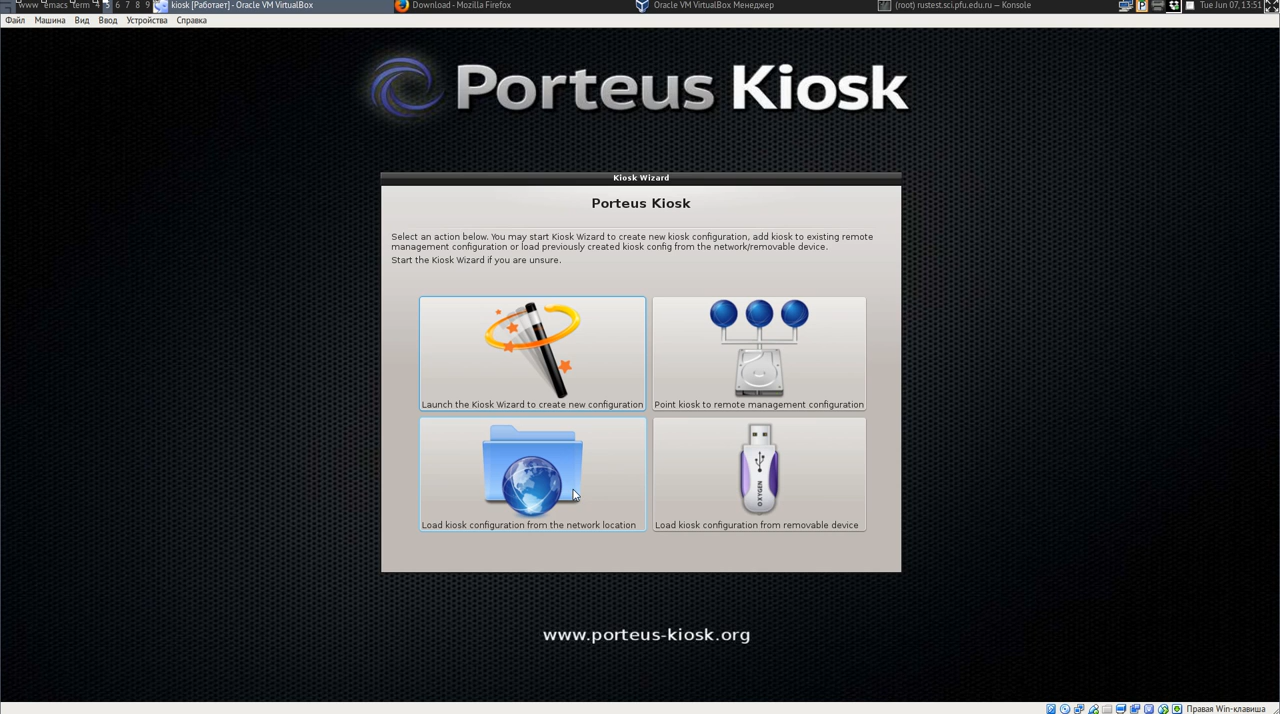 www emacs term 4 5 6 7 8 9 kiosk [Работает] - Oracle VM VirtualBox Download - Mozilla Firefox Oracle VM VirtualBox Менеджер (root) rustest.sci.pfu.edu.ru — Konsole Tue Jun 07, 13:51
Файл Машина Вид Ввод Устройства Справка
Porteus Kiosk
Kiosk Wizard
Porteus Kiosk
Select an action below. You may start Kiosk Wizard to create new kiosk configuration, add kiosk to existing remote
management configuration or load previously created kiosk config from the network/removable device.
Start the Kiosk Wizard if you are unsure.
Launch the Kiosk Wizard to create new configuration
Point kiosk to remote management configuration
OXYGEN
Load kiosk configuration from the network location
Load kiosk configuration from removable device
www.porteus-kiosk.org
Правая Win-клавиша